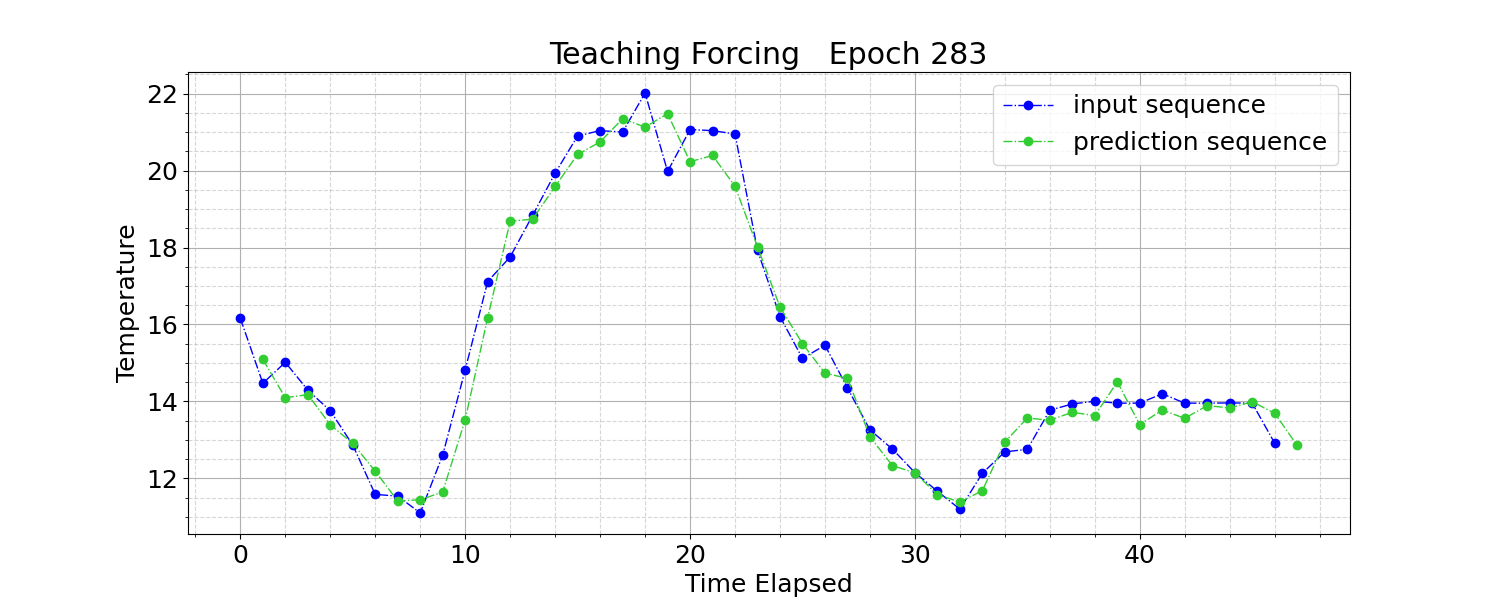 Teaching Forcing   Epoch 283
22
20
18
16
14
12
Temperature
input sequence
prediction sequence
0 10 20 30 40
Time Elapsed